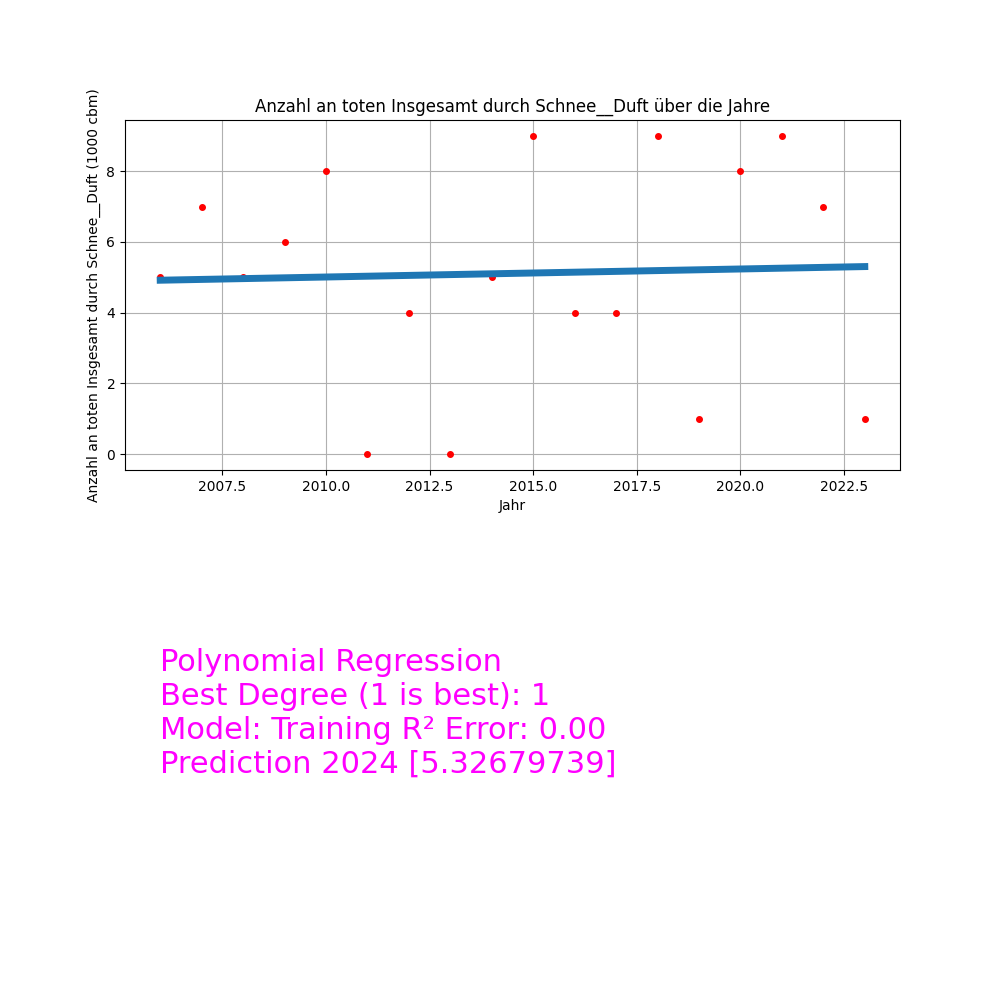 Anzahl an toten Insgesamt durch Schnee__Duft über die Jahre
Anzahl an toten Insgesamt durch Schnee__Duft (1000 cbm)
8
6
4
2
0
2007.5 2010.0 2012.5 2015.0 2017.5 2020.0 2022.5
Jahr
Polynomial Regression
Best Degree (1 is best): 1
Model: Training R² Error: 0.00
Prediction 2024 [5.32679739]